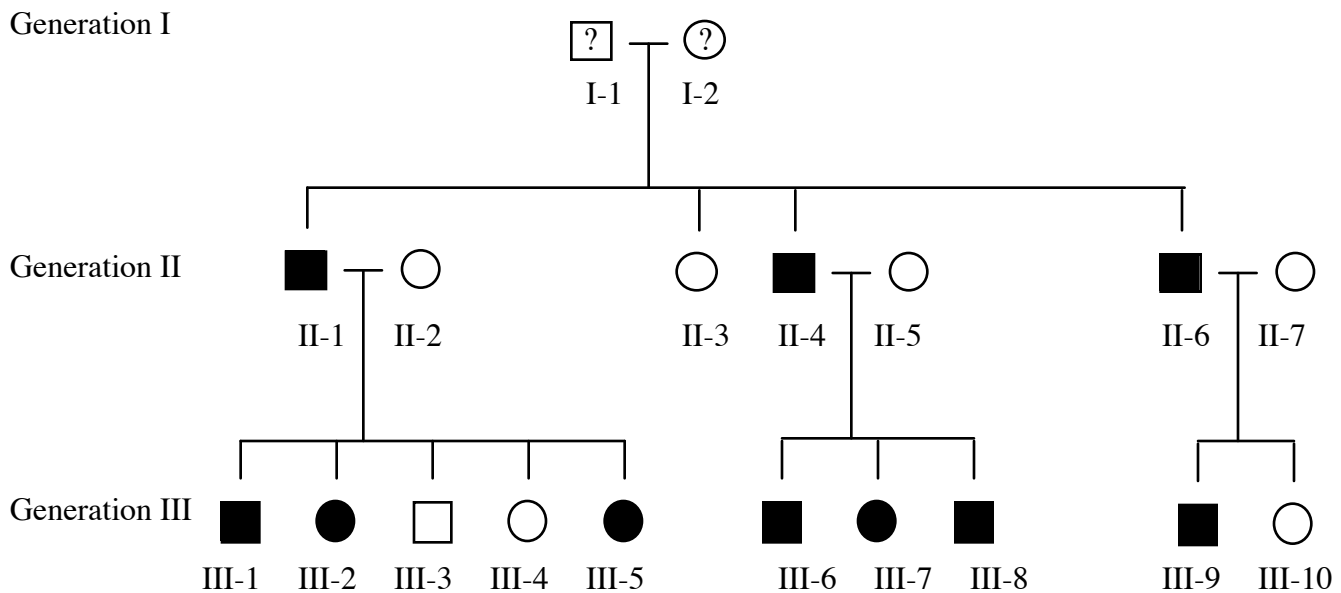 Generation I
? ?
I-1 I-2
Generation II
II-1 II-2 II-3 II-4 II-5 II-6 II-7
Generation III
III-1 III-2 III-3 III-4 III-5 III-6 III-7 III-8 III-9 III-10